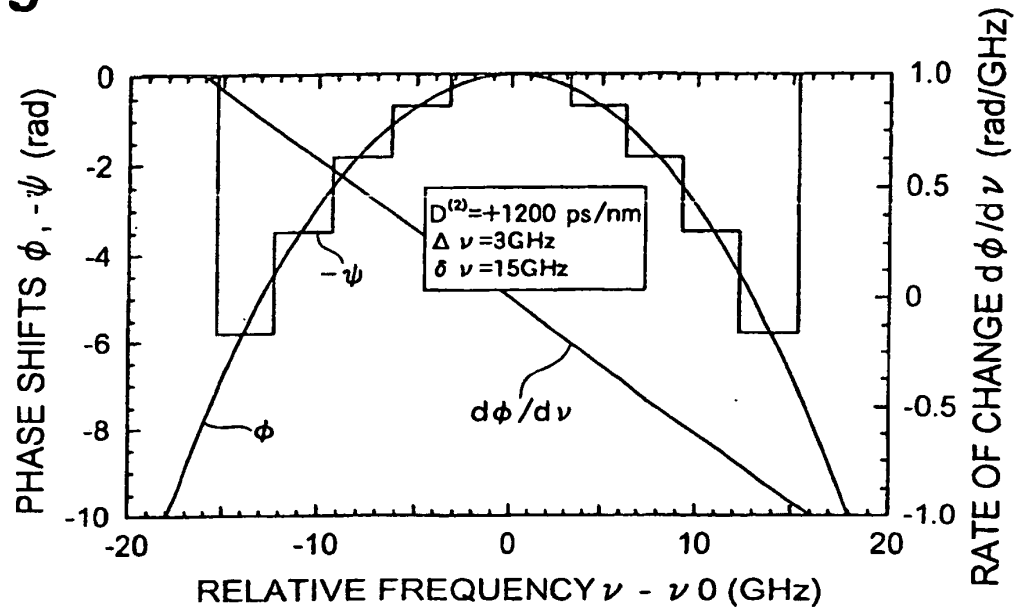 PHASE SHIFTS ϕ, -ψ (rad)
0
-2
-4
-6
-8
-10
-20
-10
0
10
20
RELATIVE FREQUENCY ν - ν 0 (GHz)
1.0
0.5
0
-0.5
-1.0
RATE OF CHANGE dϕ/dν (rad/GHz)
D⁽²⁾=+1200 ps/nm
Δ ν =3GHz
δ ν =15GHz
-ψ
ϕ
dϕ/dν